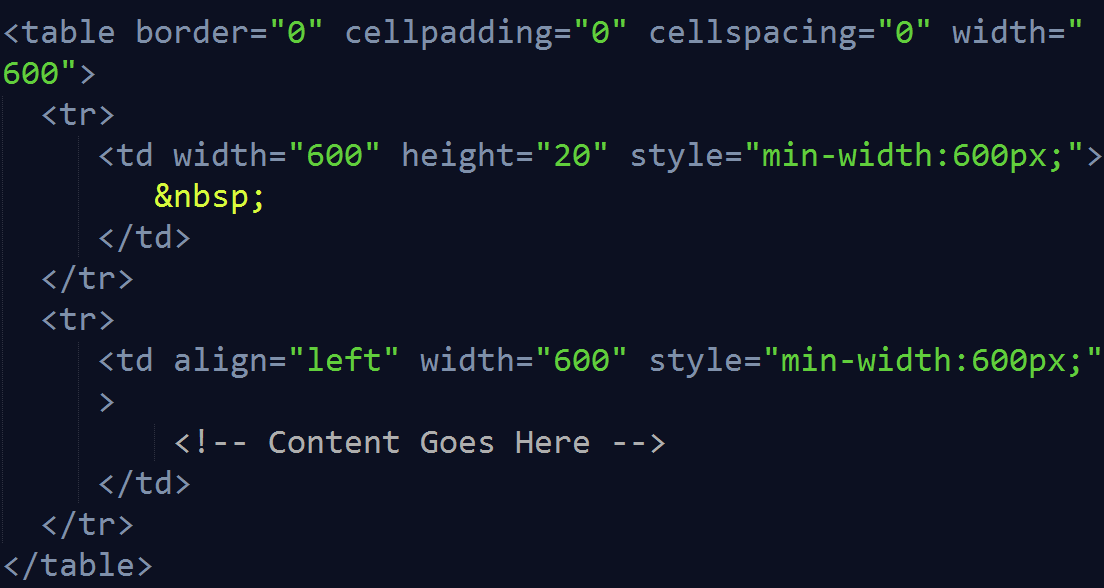 <table border="0" cellpadding="0" cellspacing="0" width="
600">
  <tr>
     <td width="600" height="20" style="min-width:600px;">
        &nbsp;
     </td>
  </tr>
  <tr>
     <td align="left" width="600" style="min-width:600px;"
     >
         <!-- Content Goes Here -->
     </td>
  </tr>
</table>